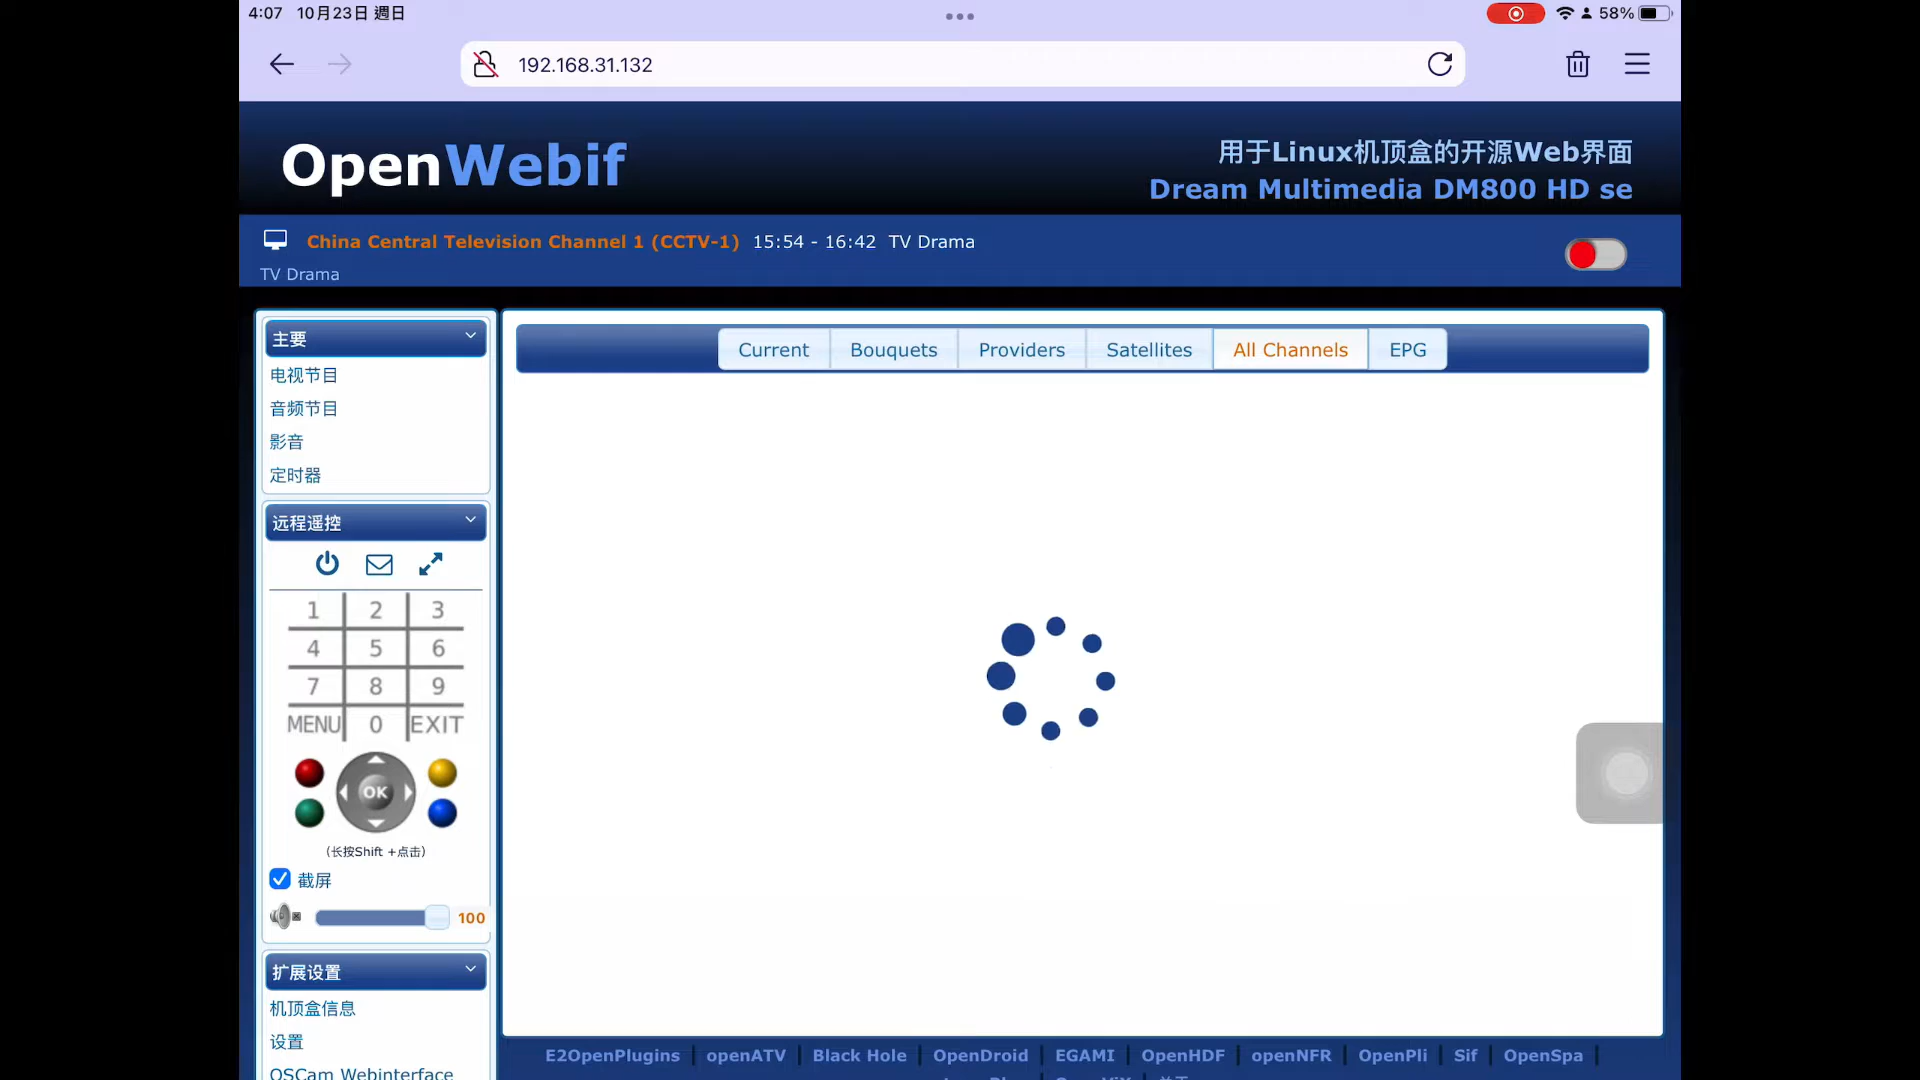 4:07 10月23日 週日
58%
192.168.31.132
OpenWebif
用于Linux机顶盒的开源Web界面
Dream Multimedia DM800 HD se
China Central Television Channel 1 (CCTV-1) 15:54 - 16:42 TV Drama
TV Drama
主要
电视节目
音频节目
影音
定时器
远程遥控
1 2 3
4 5 6
7 8 9
MENU 0 EXIT
OK
(长按Shift +点击)
截屏
100
扩展设置
机顶盒信息
设置
OSCam Webinterface
Current Bouquets Providers Satellites All Channels EPG
E2OpenPlugins | openATV | Black Hole | OpenDroid | EGAMI | OpenHDF | openNFR | OpenPli | Sif | OpenSpa |